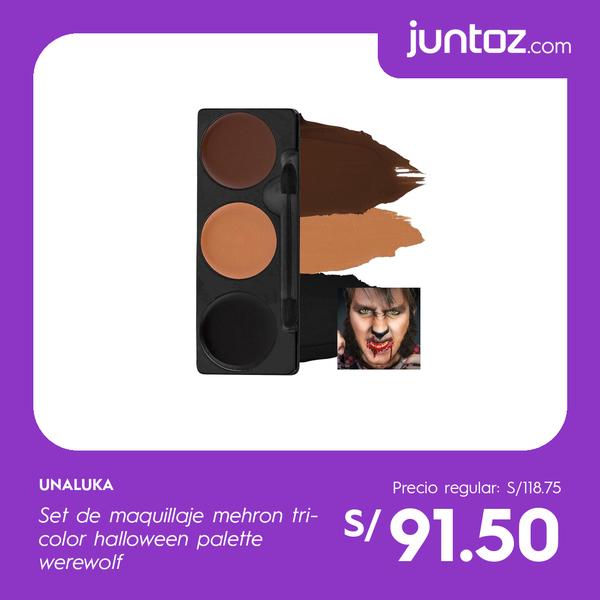 juntoz.com
UNALUKA
Set de maquillaje mehron tri-
color halloween palette
werewolf
Precio regular: S/118.75
S/91.50